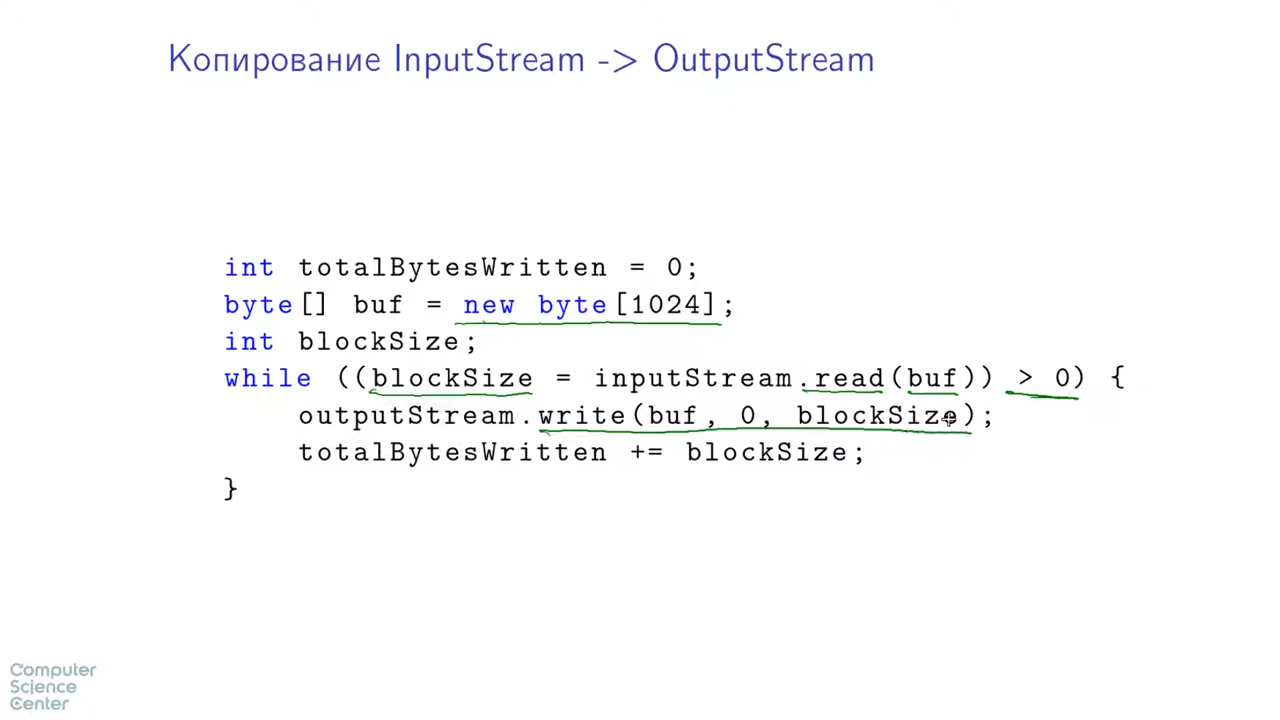 Копирование InputStream -> OutputStream
int totalBytesWritten = 0;
byte[] buf = new byte[1024];
int blockSize;
while ((blockSize = inputStream.read(buf)) > 0) {
outputStream.write(buf, 0, blockSize);
totalBytesWritten += blockSize;
}
Computer
Science
Center